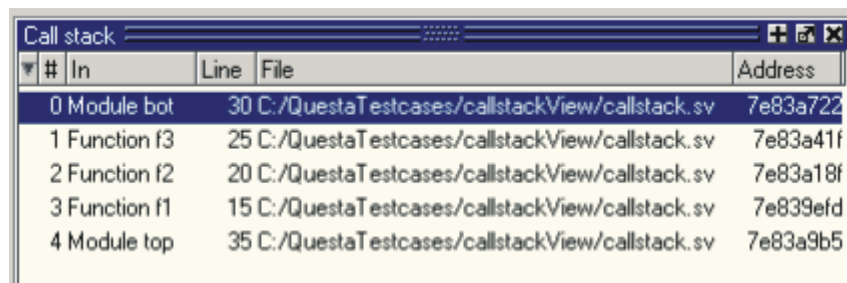 Call stack
# In Line File Address
0 Module bot 30 C:/QuestaTestcases/callstackView/callstack.sv 7e83a722
1 Function f3 25 C:/QuestaTestcases/callstackView/callstack.sv 7e83a41f
2 Function f2 20 C:/QuestaTestcases/callstackView/callstack.sv 7e83a18f
3 Function f1 15 C:/QuestaTestcases/callstackView/callstack.sv 7e839efd
4 Module top 35 C:/QuestaTestcases/callstackView/callstack.sv 7e83a9b5